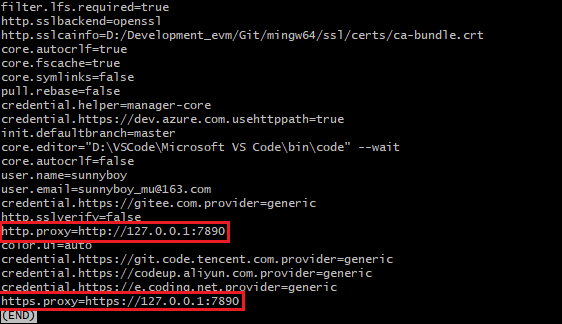 filter.lfs.required=true
http.sslbackend=openssl
http.sslcainfo=D:/Development_evm/Git/mingw64/ssl/certs/ca-bundle.crt
core.autocrlf=true
core.fscache=true
core.symlinks=false
pull.rebase=false
credential.helper=manager-core
credential.https://dev.azure.com.usehttppath=true
init.defaultbranch=master
core.editor="D:\VSCode\Microsoft VS Code\bin\code" --wait
core.autocrlf=false
user.name=sunnyboy
user.email=sunnyboy_mu@163.com
credential.https://gitee.com.provider=generic
http.sslverify=false
http.proxy=http://127.0.0.1:7890
color.ui=auto
credential.https://git.code.tencent.com.provider=generic
credential.https://codeup.aliyun.com.provider=generic
credential.https://e.coding.net.provider=generic
https.proxy=https://127.0.0.1:7890
(END)